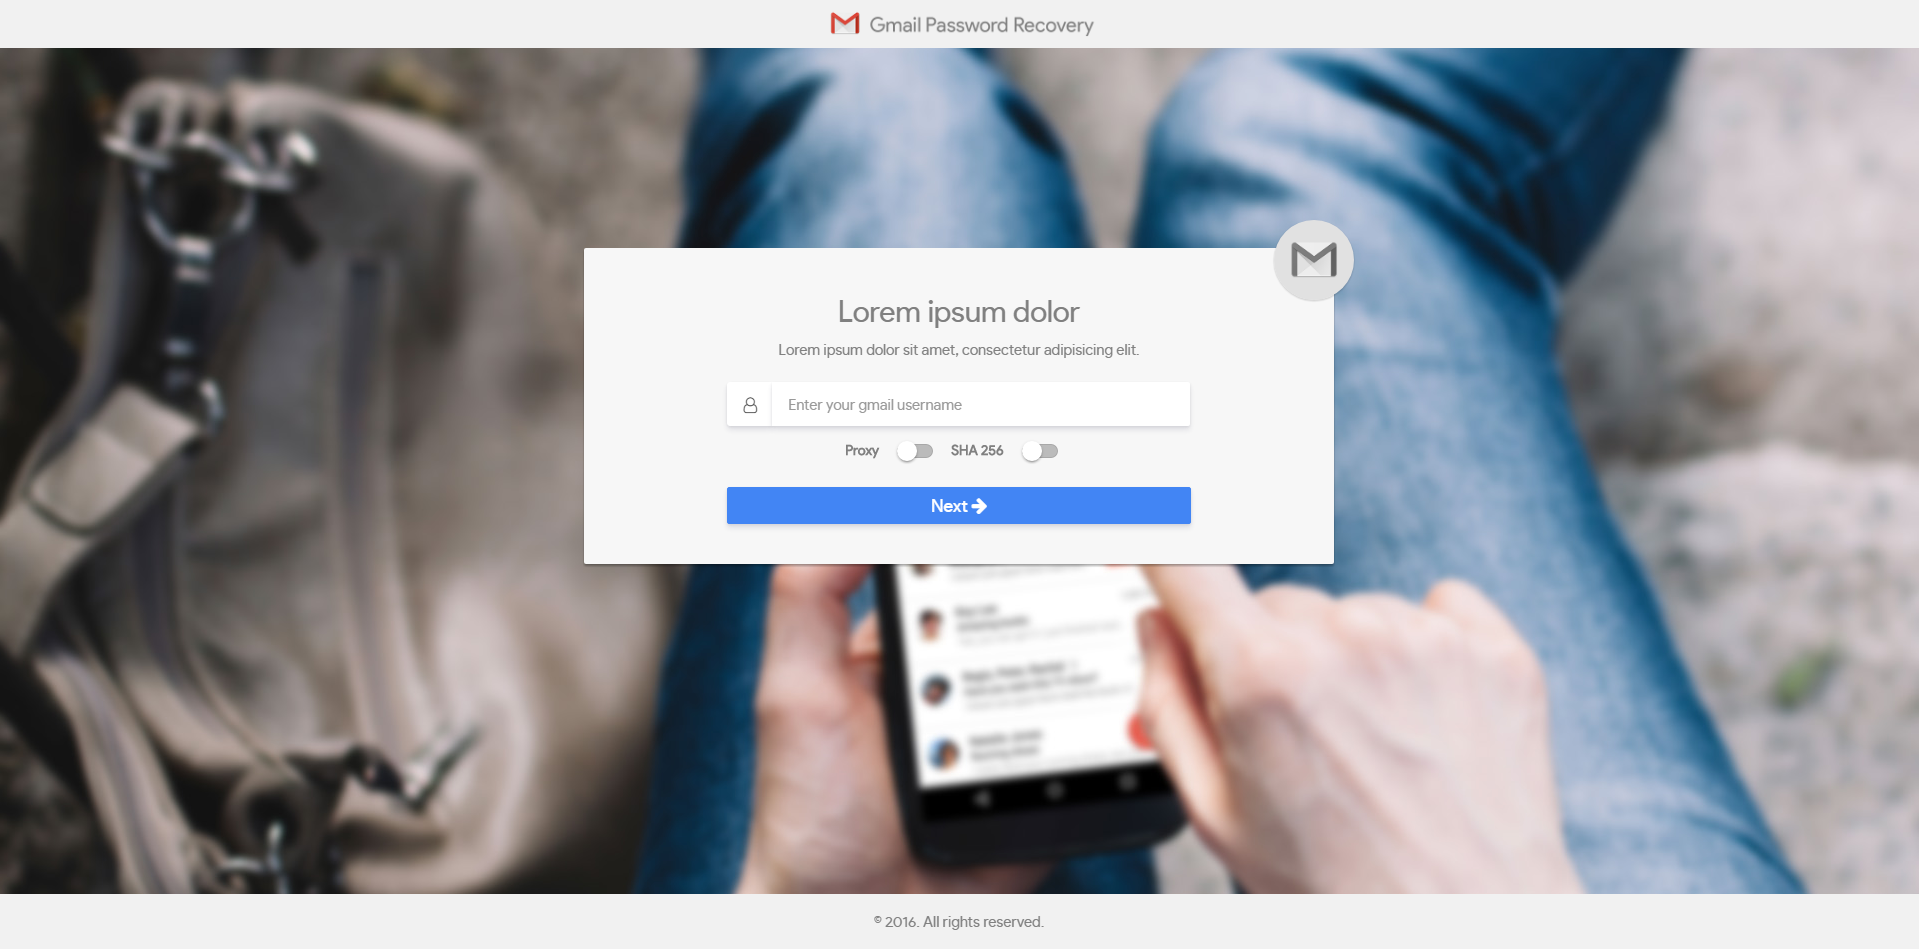 Gmail Password Recovery
Lorem ipsum dolor
Lorem ipsum dolor sit amet, consectetur adipisicing elit.
Enter your gmail username
Proxy SHA 256
Next
© 2016. All rights reserved.